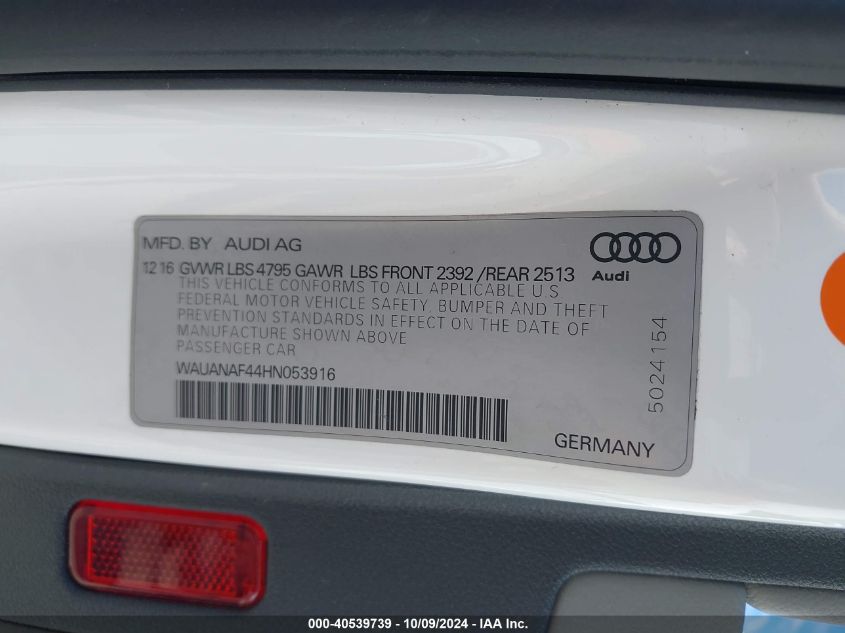 MFD. BY AUDI AG
12 16 GVWR LBS 4795 GAWR LBS FRONT 2392 /REAR 2513
Audi
THIS VEHICLE CONFORMS TO ALL APPLICABLE U S
FEDERAL MOTOR VEHICLE SAFETY, BUMPER AND THEFT
PREVENTION STANDARDS IN EFFECT ON THE DATE OF
MANUFACTURE SHOWN ABOVE
PASSENGER CAR
WAUANAF44HN053916
5024154
GERMANY
000-40539739 - 10/09/2024 - IAA Inc.